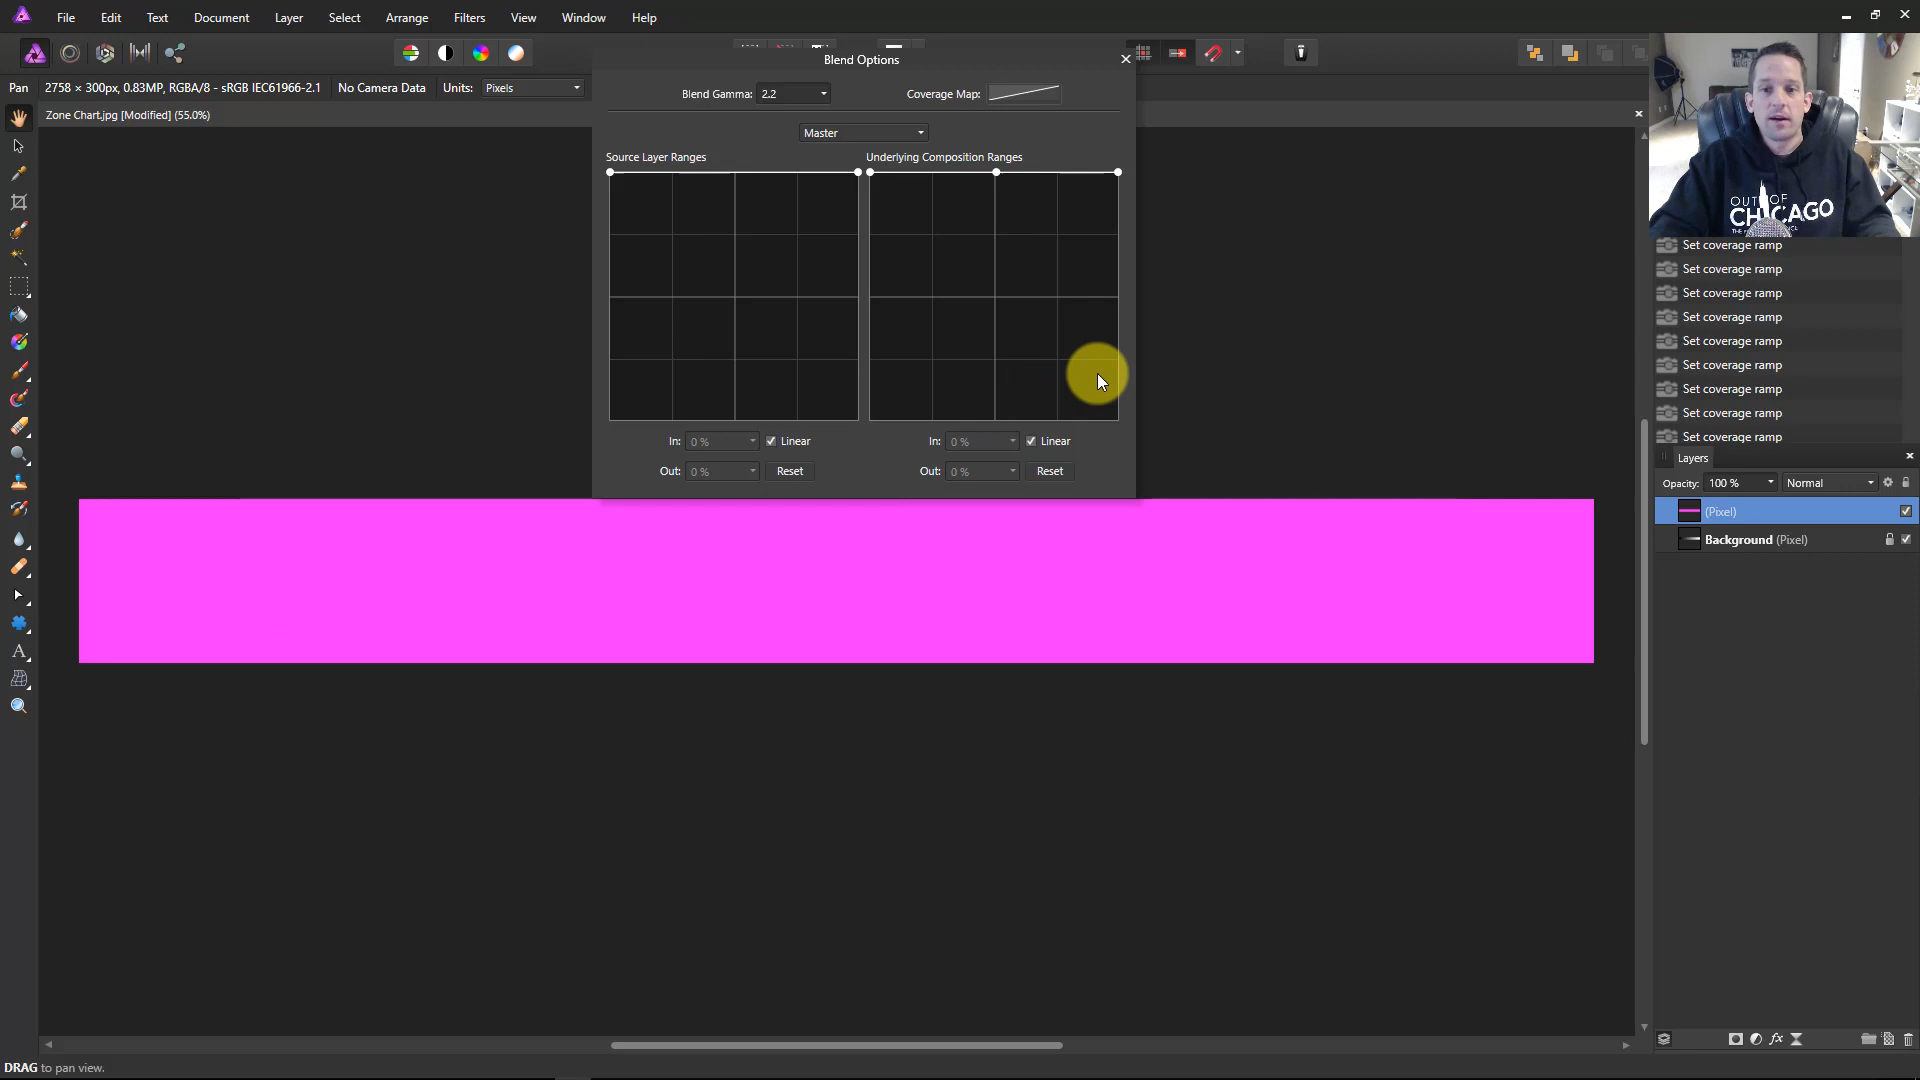 File Edit Text Document Layer Select Arrange Filters View Window Help
Blend Options
Pan 2758 × 300px, 0.83MP, RGBA/8 - sRGB IEC61966-2.1 No Camera Data Units: Pixels
Blend Gamma: 2.2 Coverage Map:
Zone Chart.jpg [Modified] (55.0%)
Master
Source Layer Ranges Underlying Composition Ranges
In: 0 % Linear In: 0 % Linear
Out: 0 % Reset Out: 0 % Reset
OUT OF
CHICAGO
Set coverage ramp
Set coverage ramp
Set coverage ramp
Set coverage ramp
Set coverage ramp
Set coverage ramp
Set coverage ramp
Set coverage ramp
Set coverage ramp
Layers
Opacity: 100 % Normal
(Pixel)
Background (Pixel)
DRAG to pan view.